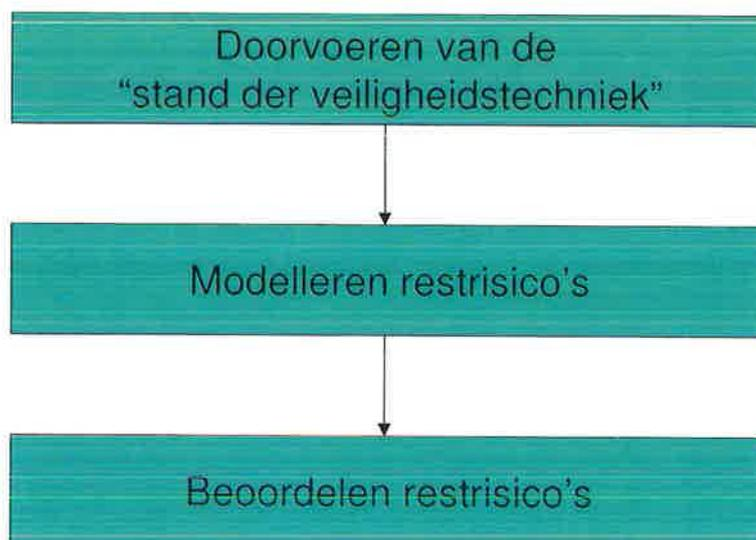 Doorvoeren van de
“stand der veiligheidstechniek”
Modelleren restrisico’s
Beoordelen restrisico’s